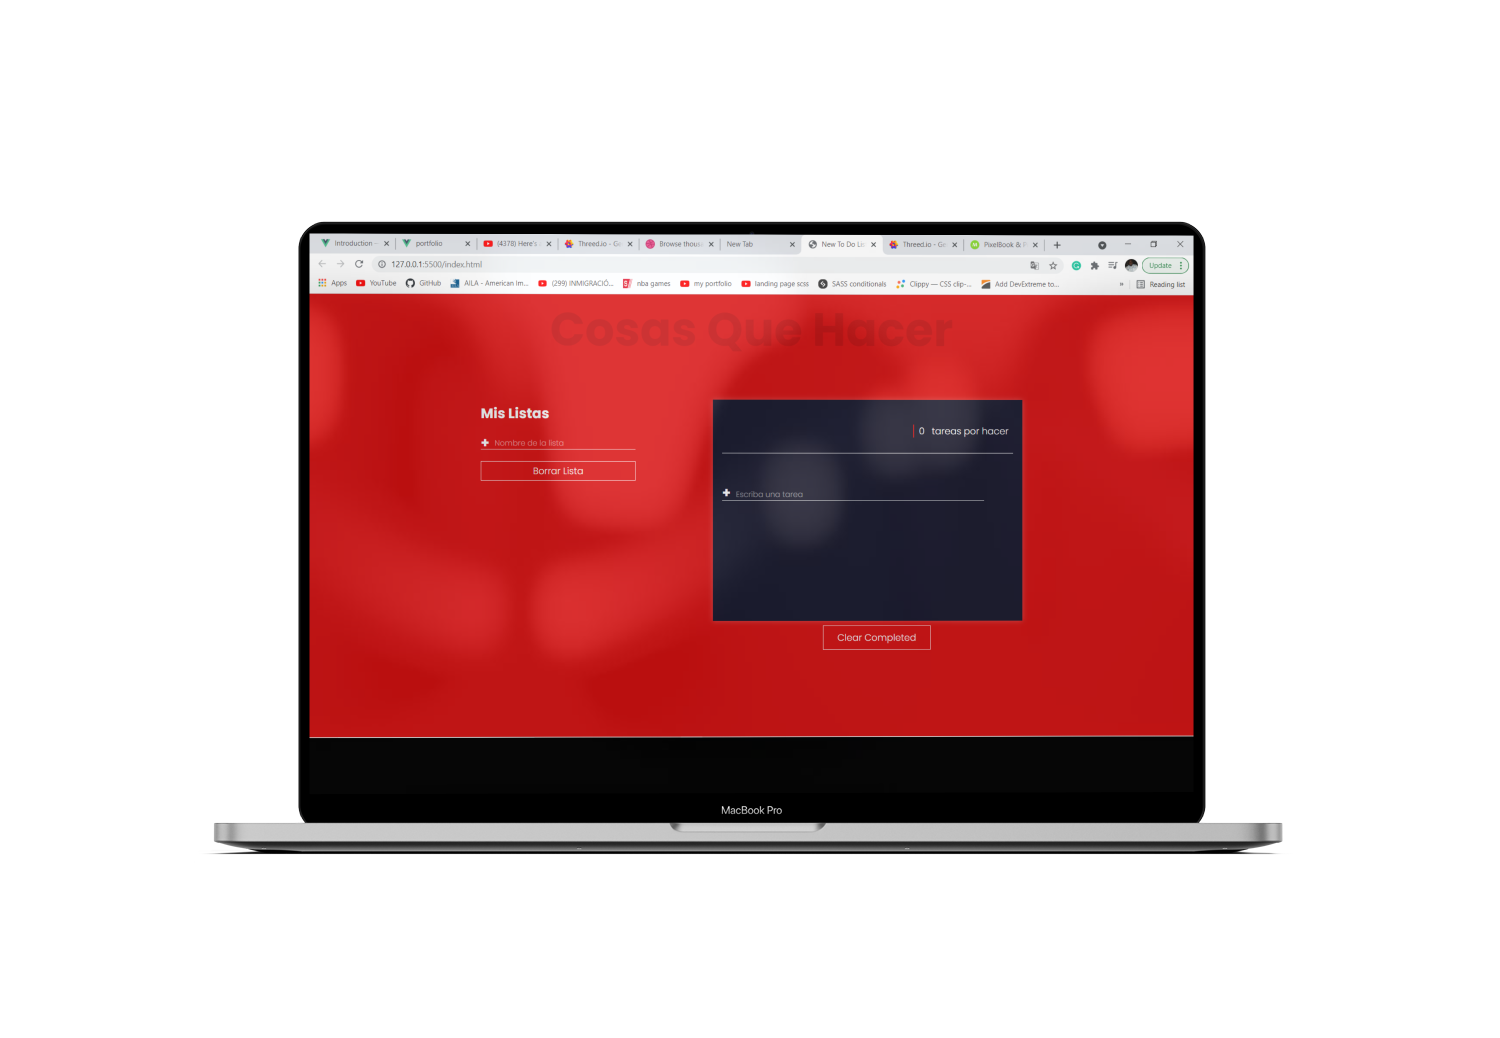 Introduction - portfolio (4378) Here's Threed.io - Ge Browse thous New Tab New To Do Lis Threed.io - Ge PixelBook &
127.0.0.1:5500/index.html Update
Apps YouTube GitHub AILA - American Im... (299) INMIGRACIÓ... nba games my portfolio landing page scss SASS conditionals Clippy — CSS clip-... Add DevExtreme to... » Reading list
Cosas Que Hacer
Mis Listas
Nombre de la lista
Borrar Lista
0 tareas por hacer
Escriba una tarea
Clear Completed
MacBook Pro